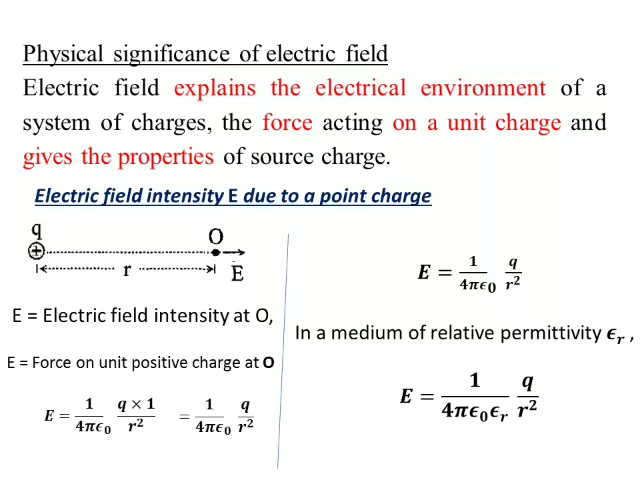 Physical significance of electric field
Electric field explains the electrical environment of a
system of charges, the force acting on a unit charge and
gives the properties of source charge.
Electric field intensity E due to a point charge
q
+
O
E
r
E = Electric field intensity at O,
E = Force on unit positive charge at O
E = 1/4πϵ₀ q × 1/r² = 1/4πϵ₀ q/r²
E = 1/4πϵ₀ q/r²
In a medium of relative permittivity ϵᵣ ,
E = 1/4πϵ₀ϵᵣ q/r²